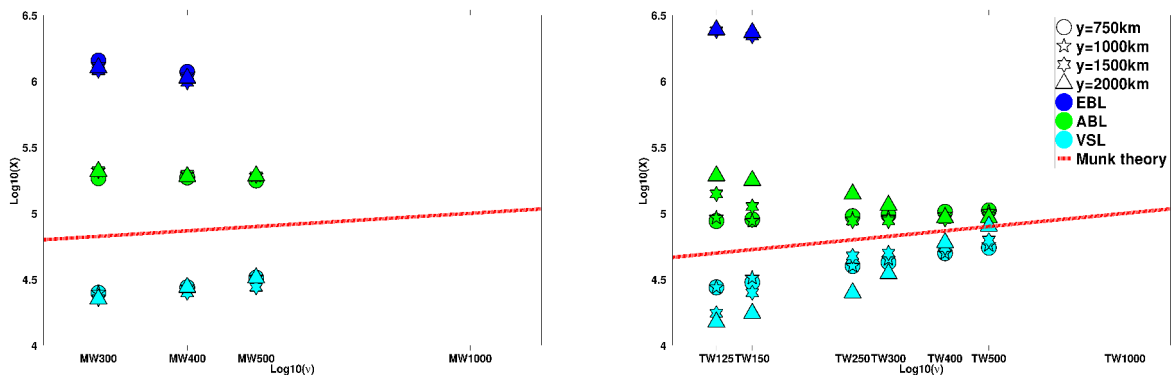 6.5
6
5.5
5
4.5
4
Log10(X)
MW300
MW400
MW500
MW1000
Log10(ν)
6.5
6
5.5
5
4.5
4
Log10(X)
TW125
TW150
TW250
TW300
TW400
TW500
TW1000
Log10(ν)
y=750km
y=1000km
y=1500km
y=2000km
EBL
ABL
VSL
Munk theory